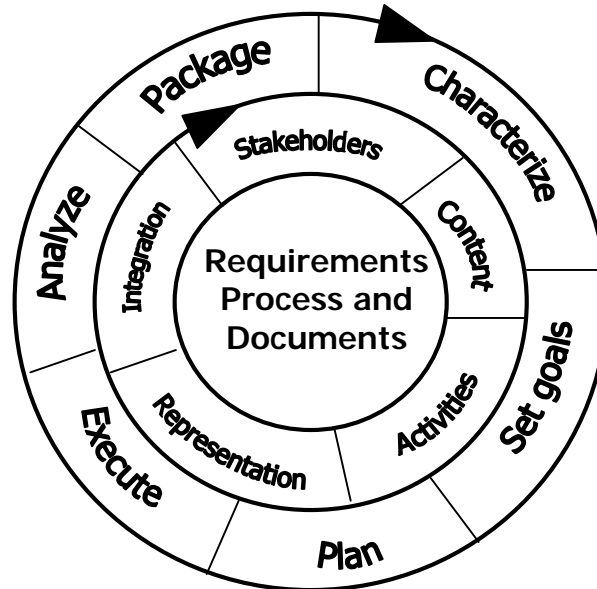 Package
Characterize
Set goals
Plan
Execute
Analyze
Stakeholders
Content
Activities
Representation
Integration
Requirements
Process and
Documents